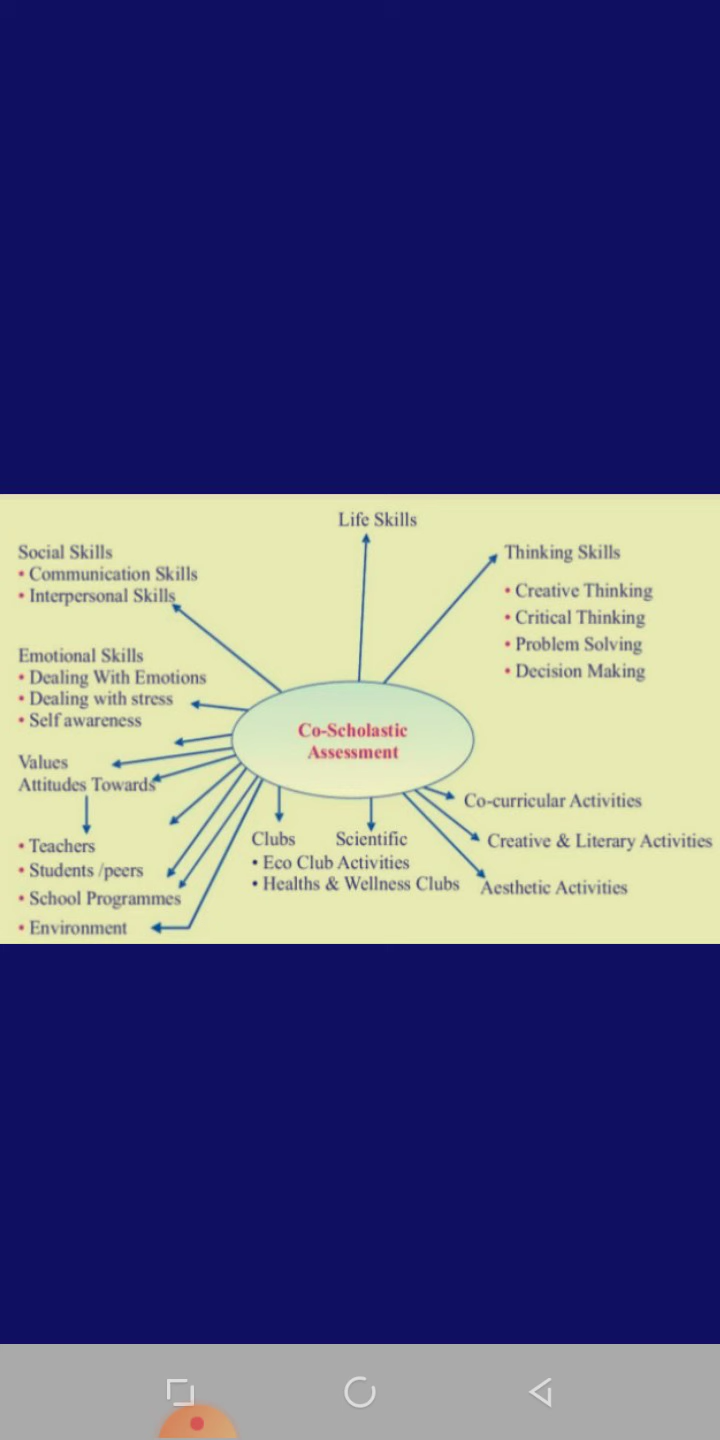 Life Skills
Social Skills
• Communication Skills
• Interpersonal Skills
Thinking Skills
• Creative Thinking
• Critical Thinking
• Problem Solving
• Decision Making
Emotional Skills
• Dealing With Emotions
• Dealing with stress
• Self awareness
Co-Scholastic
Assessment
Values
Attitudes Towards
• Teachers
• Students /peers
• School Programmes
• Environment
Clubs
Scientific
• Eco Club Activities
• Healths & Wellness Clubs
Co-curricular Activities
Creative & Literary Activities
Aesthetic Activities